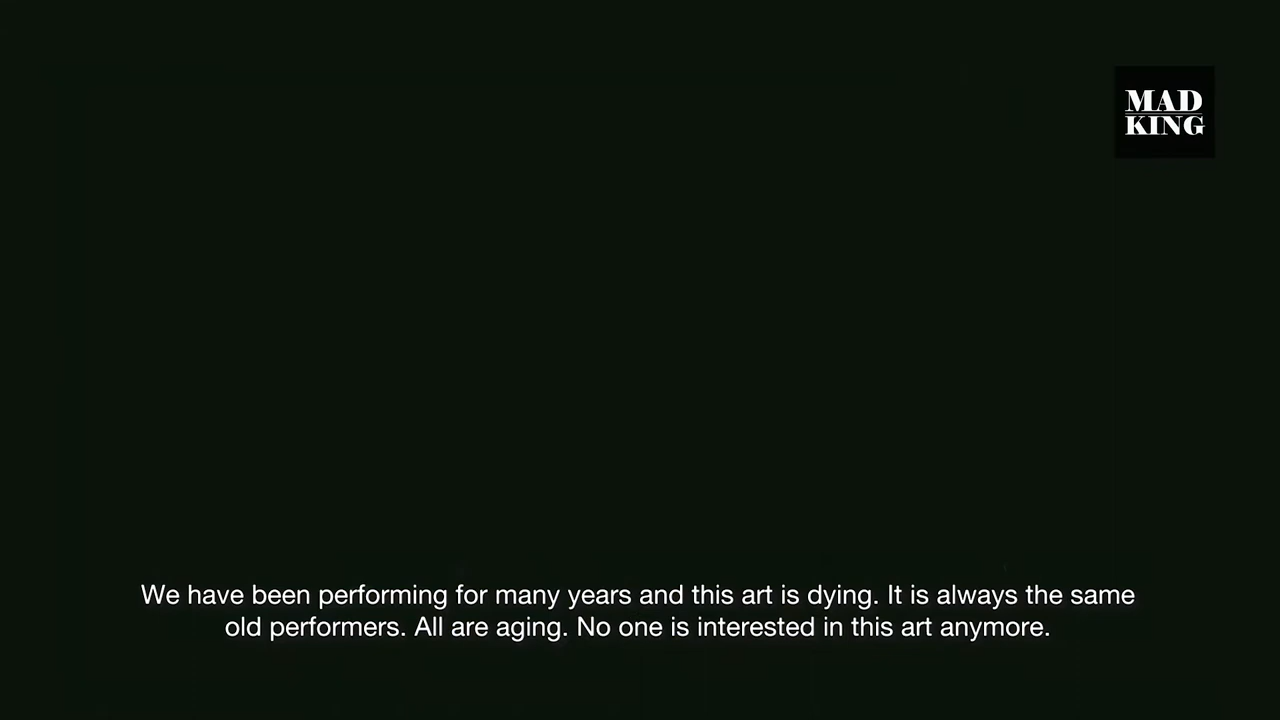 MAD
KING
We have been performing for many years and this art is dying. It is always the same
old performers. All are aging. No one is interested in this art anymore.